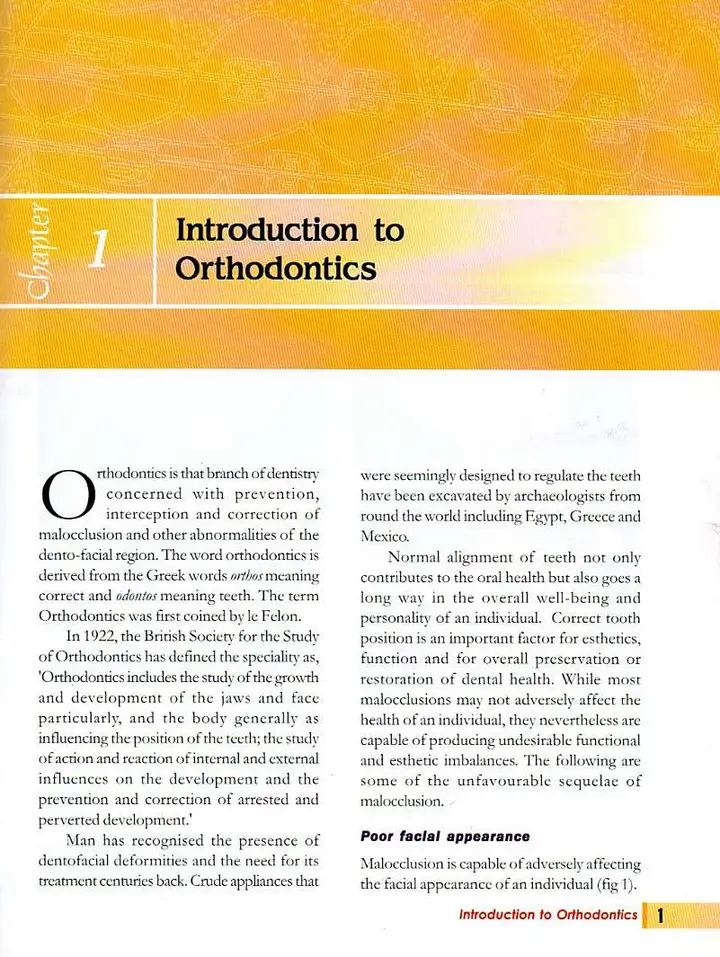 Chapter
1
Introduction to
Orthodontics
Orthodontics is that branch of dentistry
concerned with prevention,
interception and correction of
malocclusion and other abnormalities of the
dento-facial region. The word orthodontics is
derived from the Greek words orthos meaning
correct and odontos meaning teeth. The term
Orthodontics was first coined by le Felon.
In 1922, the British Society for the Study
of Orthodontics has defined the speciality as,
'Orthodontics includes the study of the growth
and development of the jaws and face
particularly, and the body generally as
influencing the position of the teeth; the study
of action and reaction of internal and external
influences on the development and the
prevention and correction of arrested and
perverted development.'
Man has recognised the presence of
dentofacial deformities and the need for its
treatment centuries back. Crude appliances that
were seemingly designed to regulate the teeth
have been excavated by archaeologists from
round the world including Egypt, Greece and
Mexico.
Normal alignment of teeth not only
contributes to the oral health but also goes a
long way in the overall well-being and
personality of an individual. Correct tooth
position is an important factor for esthetics,
function and for overall preservation or
restoration of dental health. While most
malocclusions may not adversely affect the
health of an individual, they nevertheless are
capable of producing undesirable functional
and esthetic imbalances. The following are
some of the unfavourable sequelae of
malocclusion.
Poor facial appearance
Malocclusion is capable of adversely affecting
the facial appearance of an individual (fig 1).
Introduction to Orthodontics 1